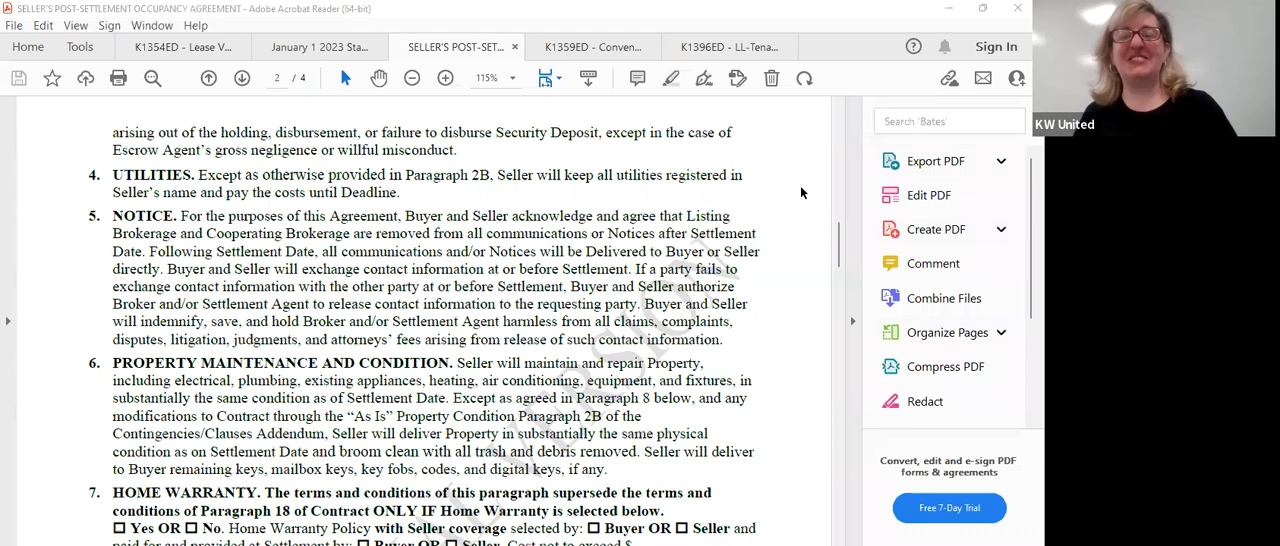 SELLER'S POST-SETTLEMENT OCCUPANCY AGREEMENT - Adobe Acrobat Reader (64-bit)
File Edit View Sign Window Help
Home Tools K1354ED - Lease V... January 1 2023 Sta... SELLER'S POST-SET... × K1359ED - Conven... K1396ED - LL-Tena... Sign In
2 / 4 115%
KW United
arising out of the holding, disbursement, or failure to disburse Security Deposit, except in the case of
Escrow Agent's gross negligence or willful misconduct.
4. UTILITIES. Except as otherwise provided in Paragraph 2B, Seller will keep all utilities registered in
Seller's name and pay the costs until Deadline.
5. NOTICE. For the purposes of this Agreement, Buyer and Seller acknowledge and agree that Listing
Brokerage and Cooperating Brokerage are removed from all communications or Notices after Settlement
Date. Following Settlement Date, all communications and/or Notices will be Delivered to Buyer or Seller
directly. Buyer and Seller will exchange contact information at or before Settlement. If a party fails to
exchange contact information with the other party at or before Settlement, Buyer and Seller authorize
Broker and/or Settlement Agent to release contact information to the requesting party. Buyer and Seller
will indemnify, save, and hold Broker and/or Settlement Agent harmless from all claims, complaints,
disputes, litigation, judgments, and attorneys' fees arising from release of such contact information.
6. PROPERTY MAINTENANCE AND CONDITION. Seller will maintain and repair Property,
including electrical, plumbing, existing appliances, heating, air conditioning, equipment, and fixtures, in
substantially the same condition as of Settlement Date. Except as agreed in Paragraph 8 below, and any
modifications to Contract through the "As Is" Property Condition Paragraph 2B of the
Contingencies/Clauses Addendum, Seller will deliver Property in substantially the same physical
condition as on Settlement Date and broom clean with all trash and debris removed. Seller will deliver
to Buyer remaining keys, mailbox keys, key fobs, codes, and digital keys, if any.
7. HOME WARRANTY. The terms and conditions of this paragraph supersede the terms and
conditions of Paragraph 18 of Contract ONLY IF Home Warranty is selected below.
☐ Yes OR ☐ No. Home Warranty Policy with Seller coverage selected by: ☐ Buyer OR ☐ Seller and
paid for and provided at Settlement by: ☐ Buyer OR ☐ Seller. Cost not to exceed $
VERSION
Search 'Bates'
Export PDF
Edit PDF
Create PDF
Comment
Combine Files
Organize Pages
Compress PDF
Redact
Convert, edit and e-sign PDF
forms & agreements
Free 7-Day Trial